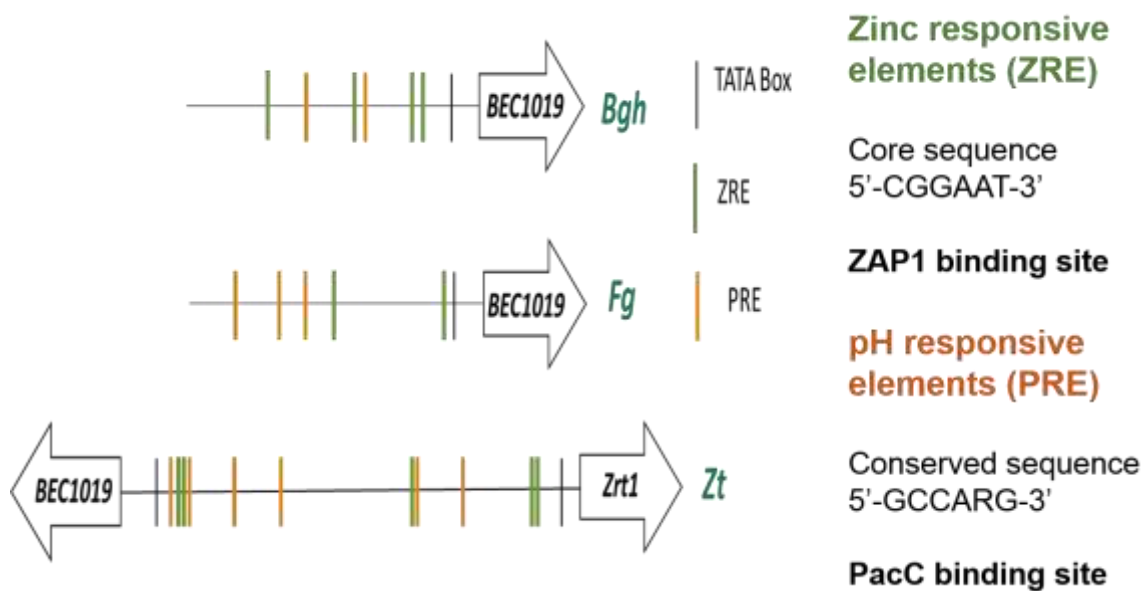 BEC1019
Bgh
BEC1019
Fg
BEC1019
Zrt1
Zt
TATA Box
ZRE
PRE
Zinc responsive
elements (ZRE)
Core sequence
5’-CGGAAT-3’
ZAP1 binding site
pH responsive
elements (PRE)
Conserved sequence
5’-GCCARG-3’
PacC binding site